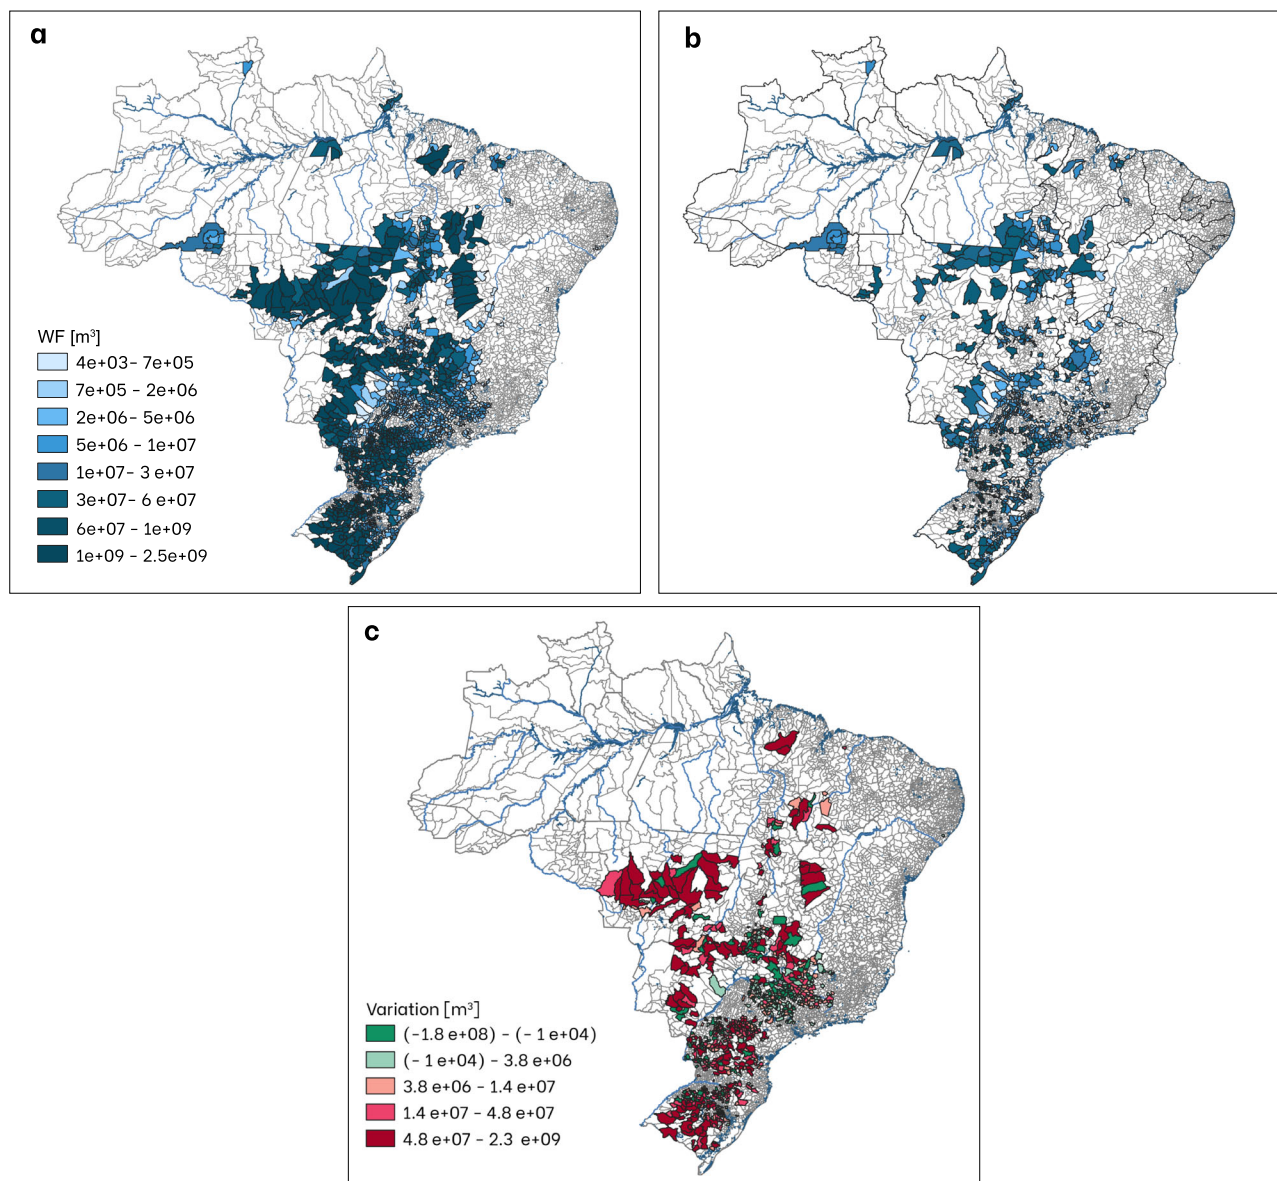 a
WF [m³]
4e+03– 7e+05
7e+05 – 2e+06
2e+06– 5e+06
5e+06 – 1e+07
1e+07– 3 e+07
3e+07– 6 e+07
6e+07 – 1e+09
1e+09 – 2.5e+09
b
c
Variation [m³]
(–1.8 e+08) – (– 1 e+04)
(– 1 e+04) – 3.8 e+06
3.8 e+06 – 1.4 e+07
1.4 e+07 – 4.8 e+07
4.8 e+07 – 2.3 e+09